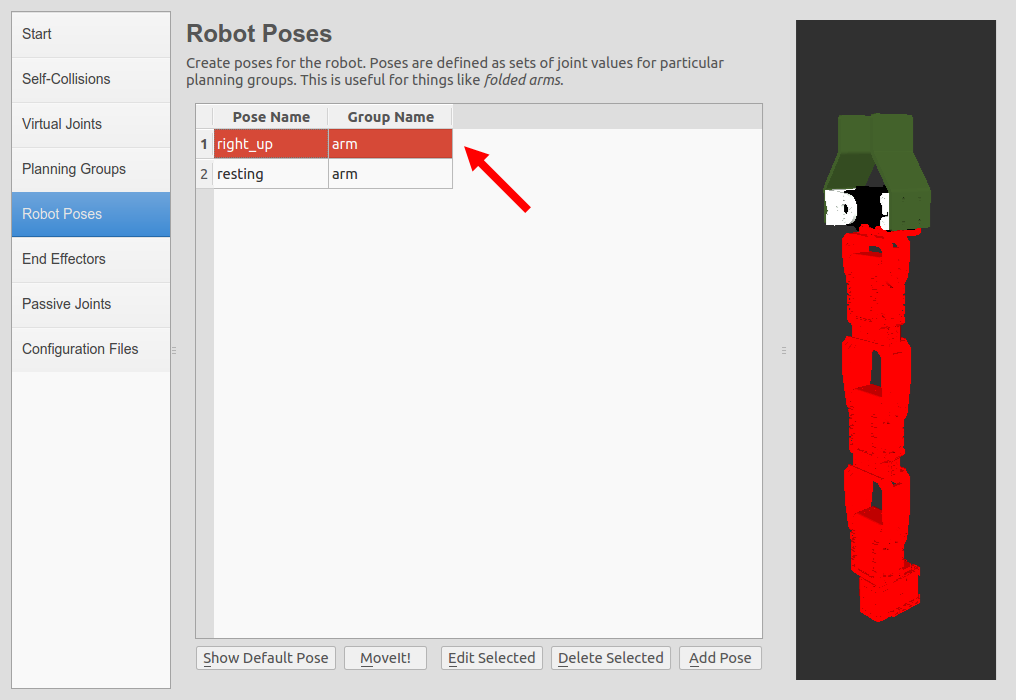 Start
Self-Collisions
Virtual Joints
Planning Groups
Robot Poses
End Effectors
Passive Joints
Configuration Files
Robot Poses
Create poses for the robot. Poses are defined as sets of joint values for particular
planning groups. This is useful for things like folded arms.
Pose Name Group Name
1 right_up arm
2 resting arm
Show Default Pose MoveIt! Edit Selected Delete Selected Add Pose